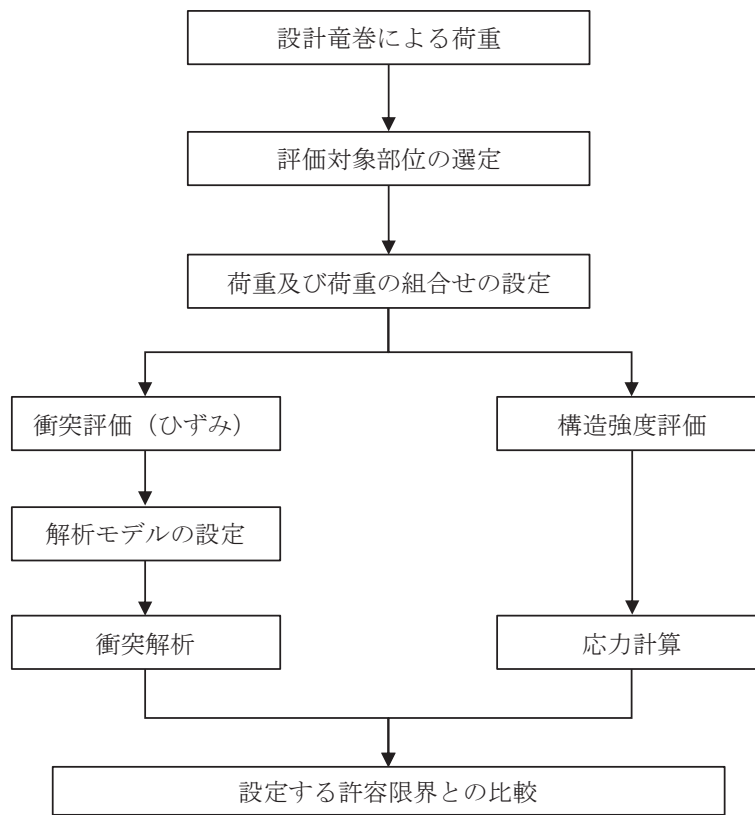 設計竜巻による荷重
評価対象部位の選定
荷重及び荷重の組合せの設定
衝突評価（ひずみ）
構造強度評価
解析モデルの設定
衝突解析
応力計算
設定する許容限界との比較